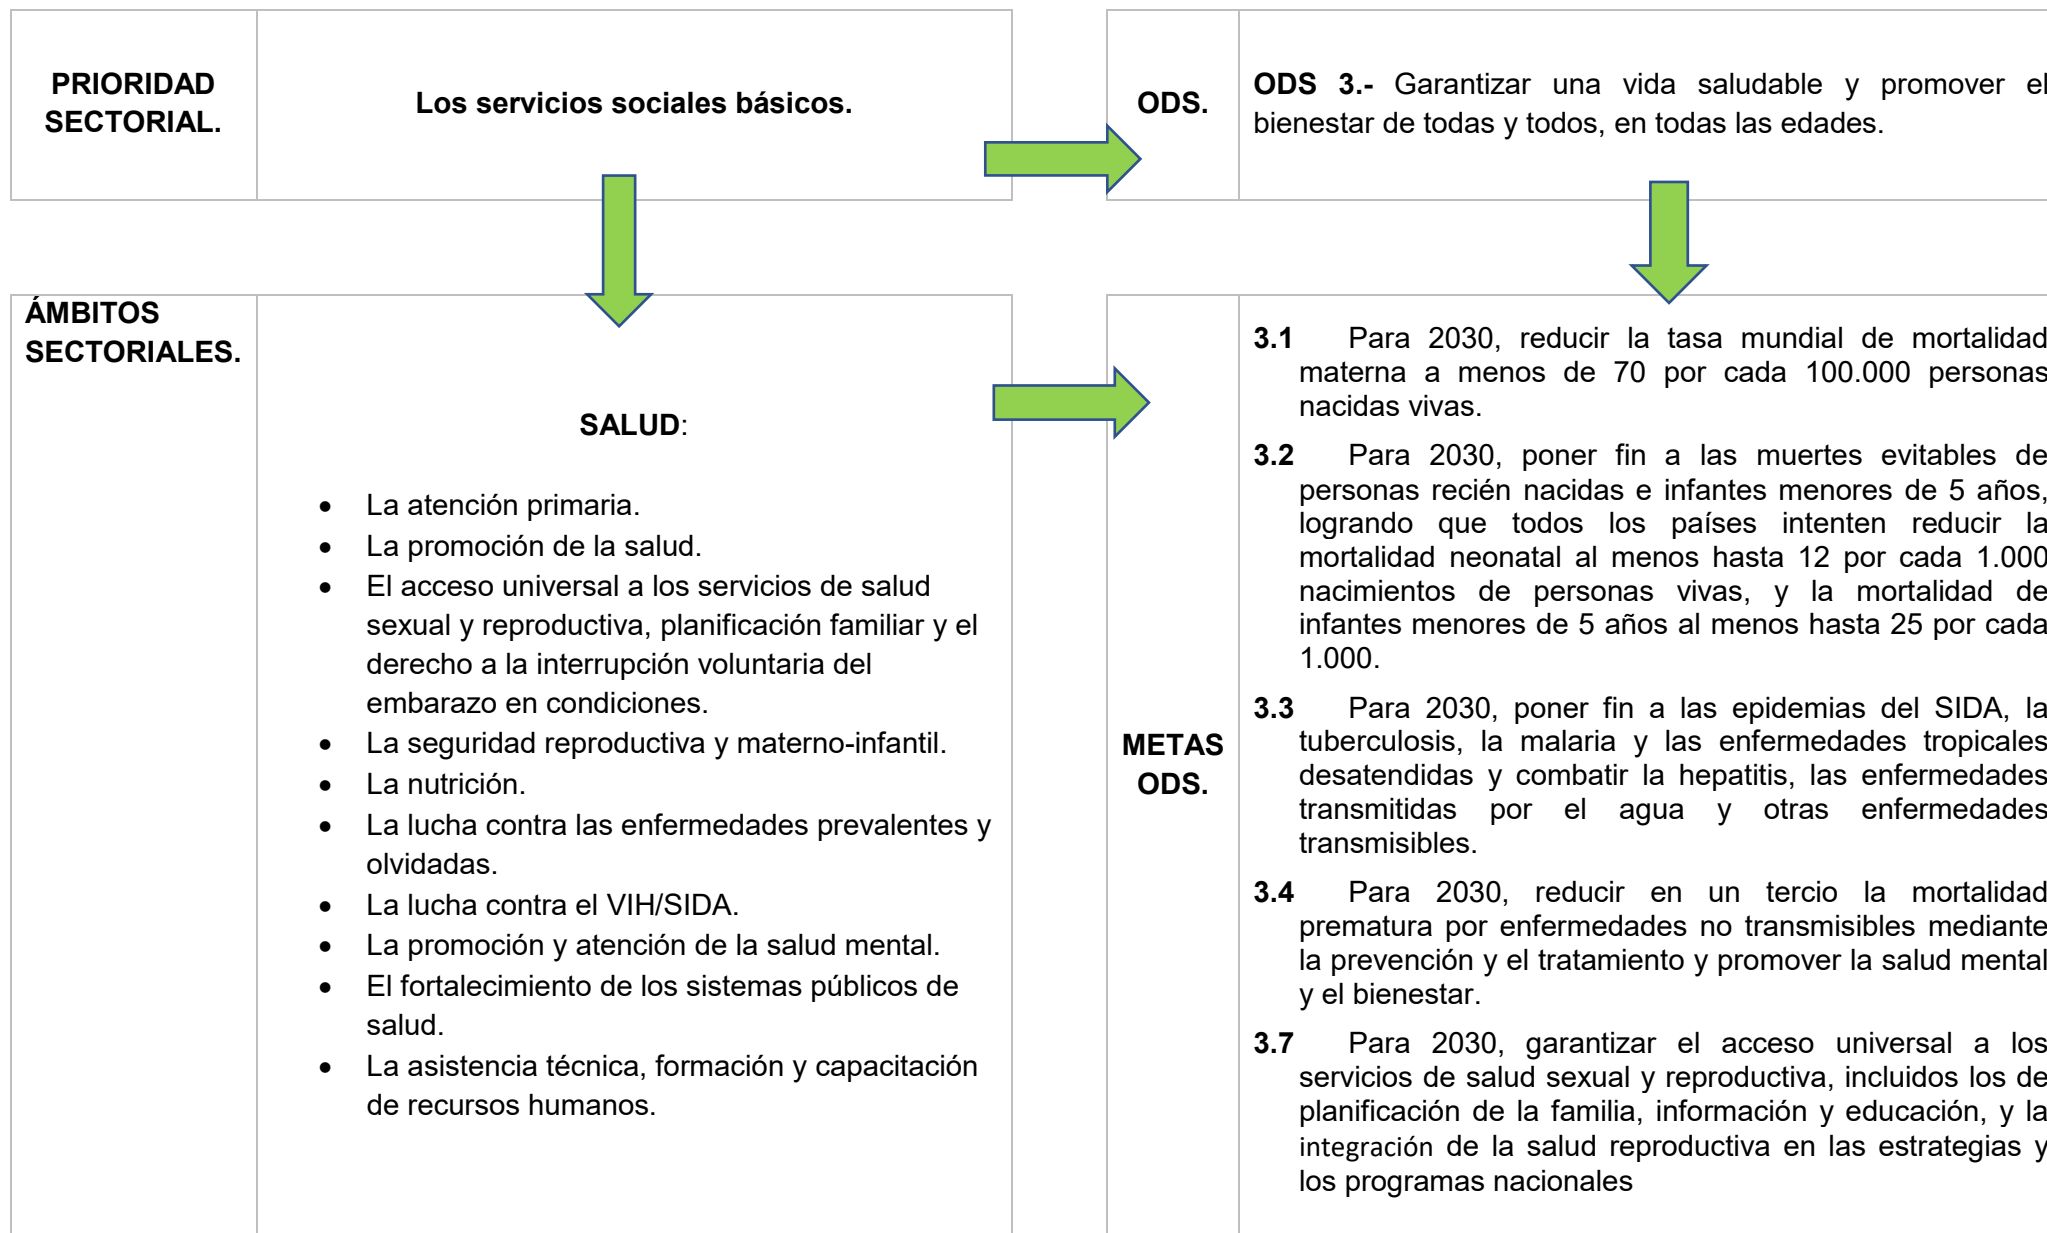 PRIORIDAD
SECTORIAL.
Los servicios sociales básicos.
ODS.
ODS 3.- Garantizar una vida saludable y promover el
bienestar de todas y todos, en todas las edades.
ÁMBITOS
SECTORIALES.
SALUD:
• La atención primaria.
• La promoción de la salud.
• El acceso universal a los servicios de salud
sexual y reproductiva, planificación familiar y el
derecho a la interrupción voluntaria del
embarazo en condiciones.
• La seguridad reproductiva y materno-infantil.
• La nutrición.
• La lucha contra las enfermedades prevalentes y
olvidadas.
• La lucha contra el VIH/SIDA.
• La promoción y atención de la salud mental.
• El fortalecimiento de los sistemas públicos de
salud.
• La asistencia técnica, formación y capacitación
de recursos humanos.
METAS
ODS.
3.1 Para 2030, reducir la tasa mundial de mortalidad
materna a menos de 70 por cada 100.000 personas
nacidas vivas.
3.2 Para 2030, poner fin a las muertes evitables de
personas recién nacidas e infantes menores de 5 años,
logrando que todos los países intenten reducir la
mortalidad neonatal al menos hasta 12 por cada 1.000
nacimientos de personas vivas, y la mortalidad de
infantes menores de 5 años al menos hasta 25 por cada
1.000.
3.3 Para 2030, poner fin a las epidemias del SIDA, la
tuberculosis, la malaria y las enfermedades tropicales
desatendidas y combatir la hepatitis, las enfermedades
transmitidas por el agua y otras enfermedades
transmisibles.
3.4 Para 2030, reducir en un tercio la mortalidad
prematura por enfermedades no transmisibles mediante
la prevención y el tratamiento y promover la salud mental
y el bienestar.
3.7 Para 2030, garantizar el acceso universal a los
servicios de salud sexual y reproductiva, incluidos los de
planificación de la familia, información y educación, y la
integración de la salud reproductiva en las estrategias y
los programas nacionales